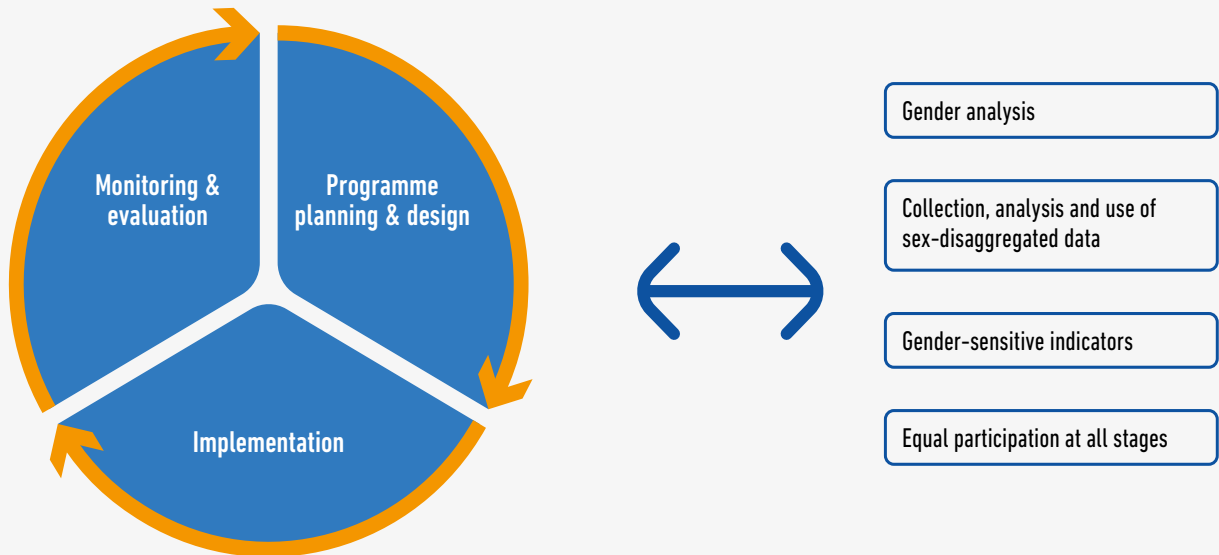 Monitoring &
evaluation
Programme
planning & design
Implementation
Gender analysis
Collection, analysis and use of
sex-disaggregated data
Gender-sensitive indicators
Equal participation at all stages